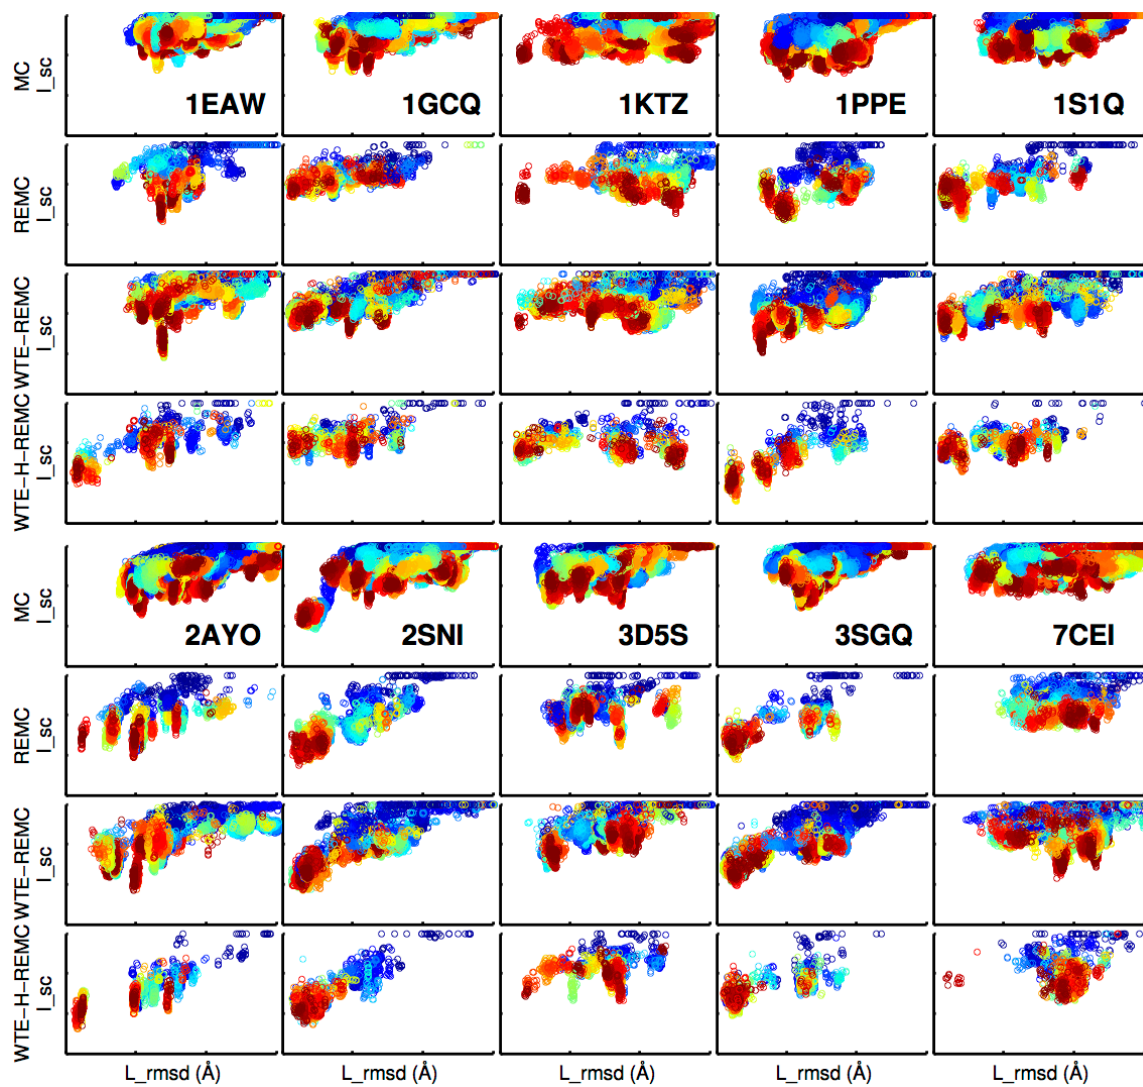 MC
I_sc
1EAW
1GCQ
1KTZ
1PPE
1S1Q
REMC
I_sc
WTE-REMC
I_sc
WTE-H-REMC
I_sc
MC
I_sc
2AYO
2SNI
3D5S
3SGQ
7CEI
REMC
I_sc
WTE-REMC
I_sc
WTE-H-REMC
I_sc
L_rmsd (Å)
L_rmsd (Å)
L_rmsd (Å)
L_rmsd (Å)
L_rmsd (Å)